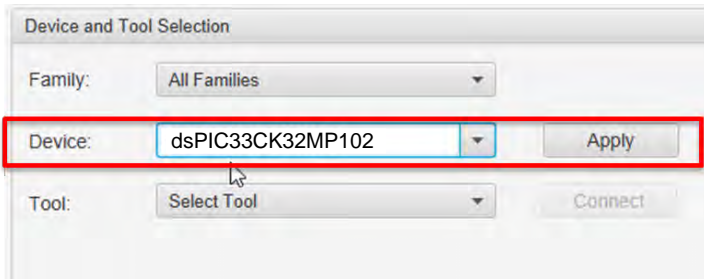 Device and Tool Selection
Family: All Families
Device: dsPIC33CK32MP102 Apply
Tool: Select Tool Connect